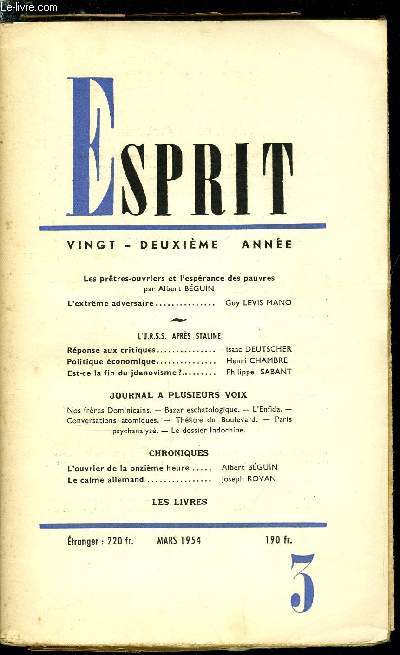 Le-livre.com
ESPRIT
VINGT - DEUXIÈME ANNÉE
Les prêtres-ouvriers et l'espérance des pauvres
par Albert BÉGUIN
L'extrême adversaire............... Guy LEVIS MANO
L'U.R.S.S. APRÈS STALINE
Réponse aux critiques............... Isaac DEUTSCHER
Politique économique............... Henri CHAMBRE
Est-ce la fin du jdanovisme ?........ Philippe SABANT
JOURNAL A PLUSIEURS VOIX
Nos frères Dominicains. — Bazar eschatologique. — L'Enfida. —
Conversations atomiques. — Théâtre du Boulevard. — Paris
psychanalysé. — Le dossier Indochine.
CHRONIQUES
L'ouvrier de la onzième heure ..... Albert BÉGUIN
Le calme allemand................ Joseph ROVAN
LES LIVRES
Étranger : 220 fr. MARS 1954 190 fr.
3